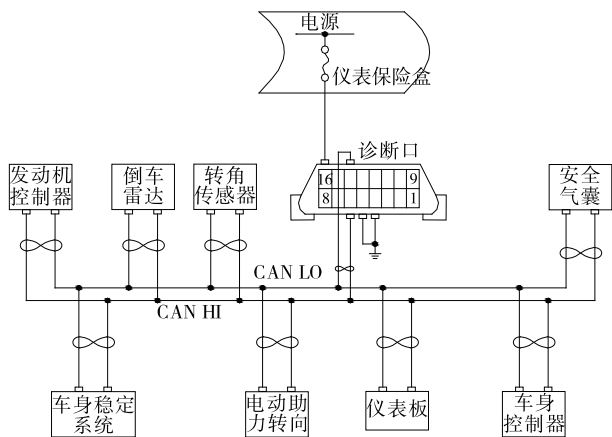 电源
仪表保险盒
诊断口
发动机
控制器
倒车
雷达
转角
传感器
16
9
8
1
安全
气囊
CAN LO
CAN HI
车身稳定
系统
电动助
力转向
仪表板
车身
控制器